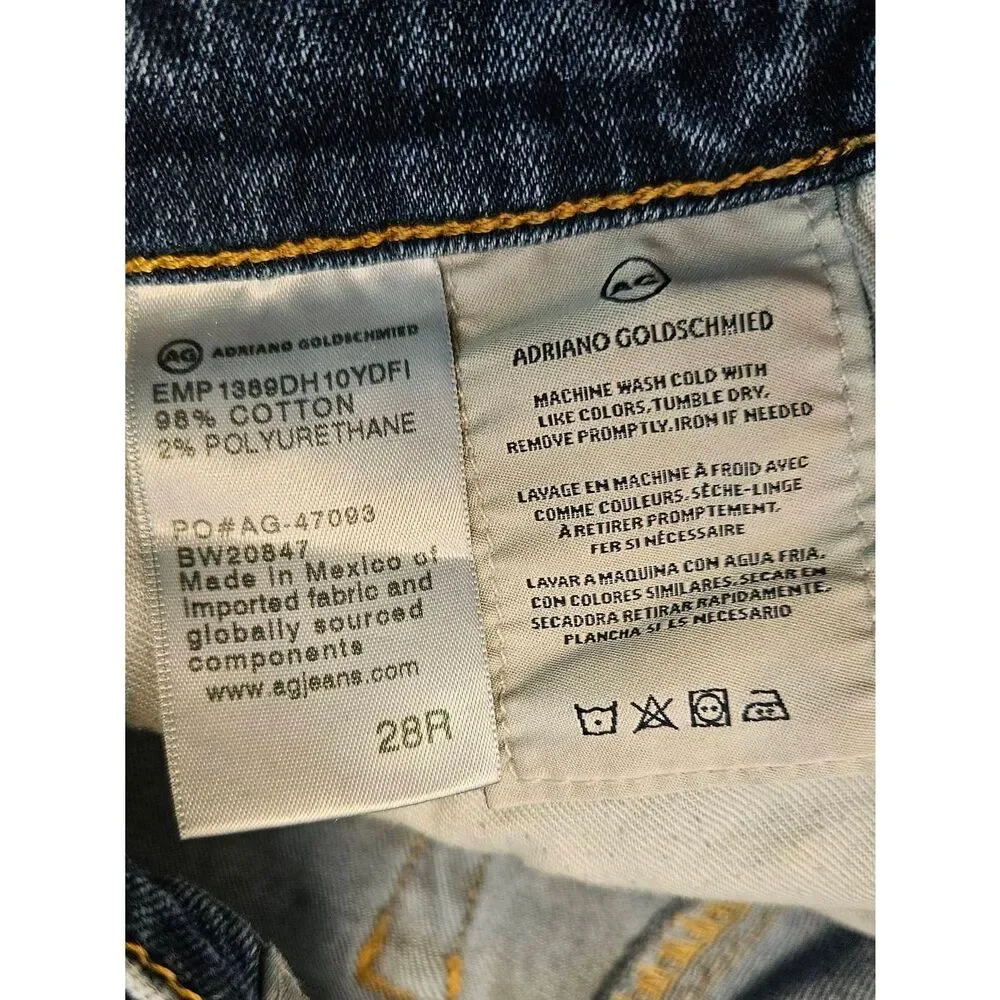 AG ADRIANO GOLDSCHMIED
EMP1389DH10YDFI
98% COTTON
2% POLYURETHANE
PO#AG-47093
BW20847
Made in Mexico of
imported fabric and
globally sourced
components
www.agjeans.com
28R
AG
ADRIANO GOLDSCHMIED
MACHINE WASH COLD WITH
LIKE COLORS,TUMBLE DRY,
REMOVE PROMPTLY.IRON IF NEEDED
LAVAGE EN MACHINE À FROID AVEC
COMME COULEURS.SÈCHE-LINGE
À RETIRER PROMPTEMENT.
FER SI NÉCESSAIRE
LAVAR A MAQUINA CON AGUA FRIA,
CON COLORES SIMILARES.SECAR EN
SECADORA RETIRAR RAPIDAMENTE.
PLANCHA SI ES NECESARIO